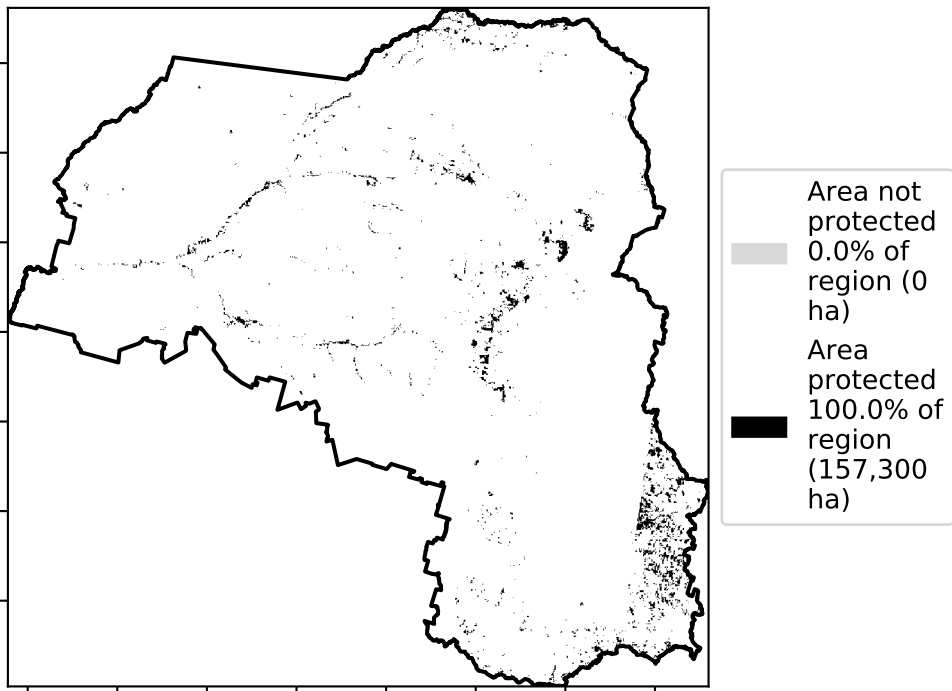 Area not
protected
0.0% of
region (0
ha)
Area
protected
100.0% of
region
(157,300
ha)